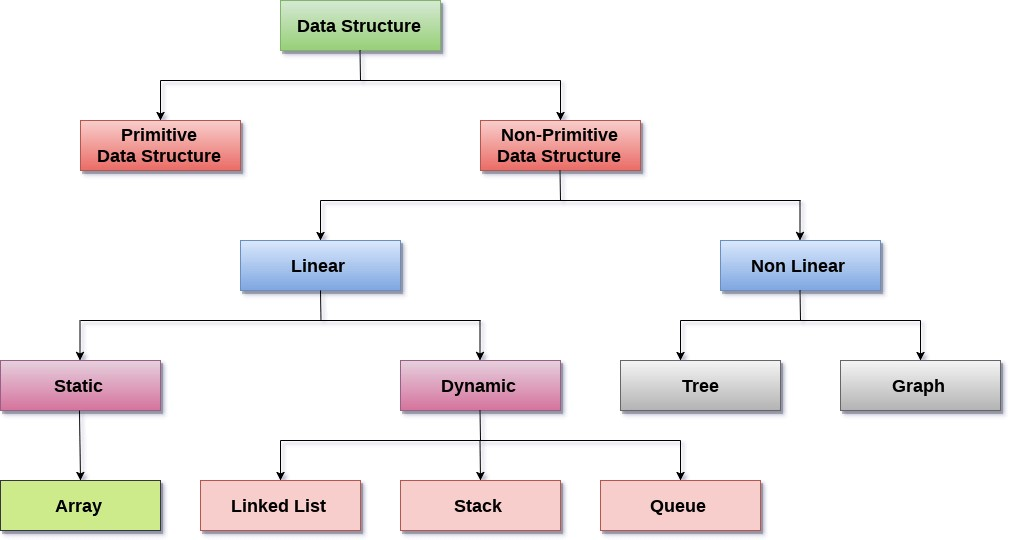 Data Structure
Primitive
Data Structure
Non-Primitive
Data Structure
Linear
Non Linear
Static
Dynamic
Tree
Graph
Array
Linked List
Stack
Queue